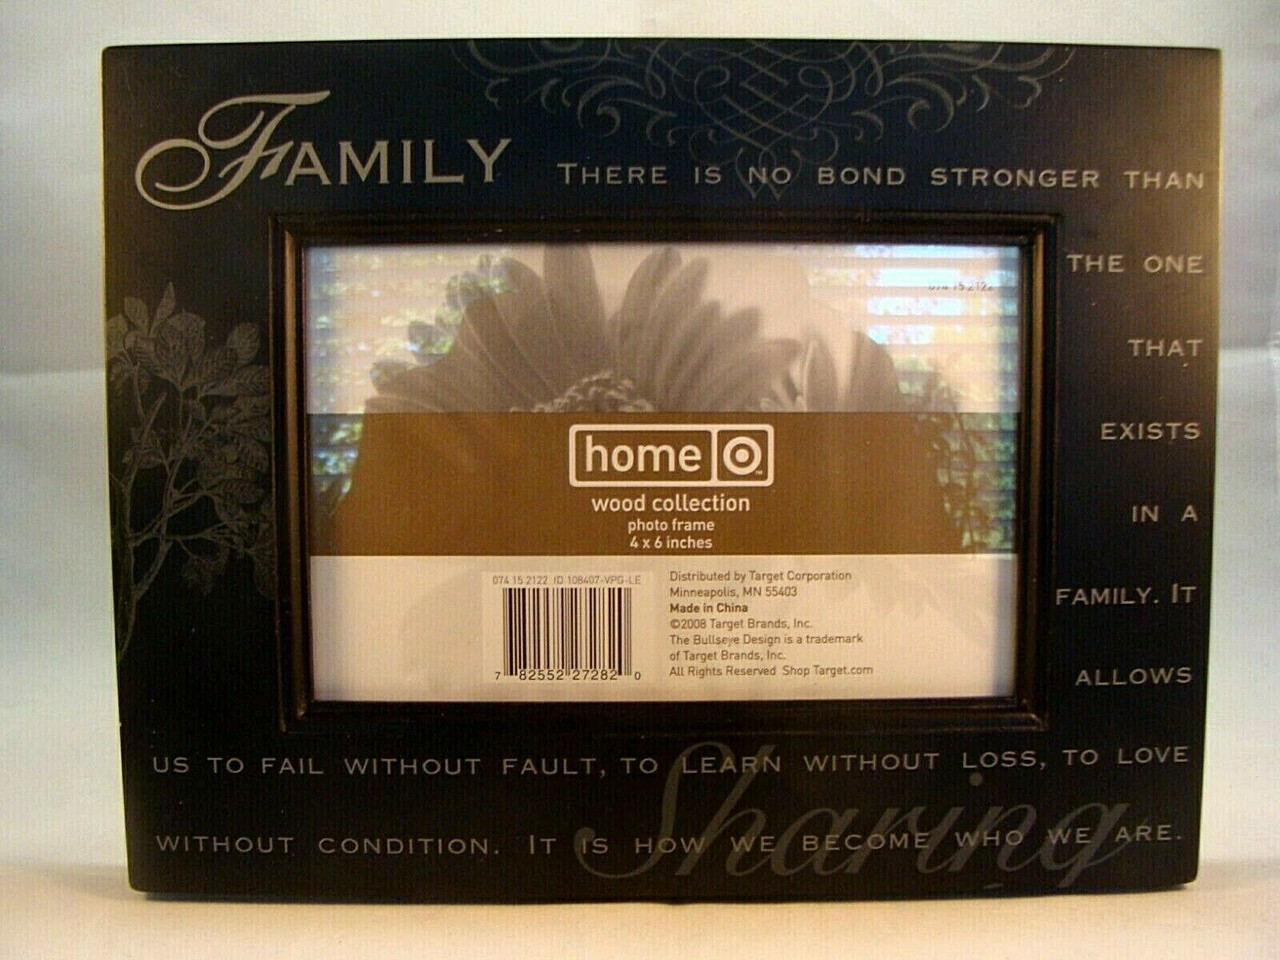 FAMILY THERE IS NO BOND STRONGER THAN
THE ONE
THAT
EXISTS
IN A
FAMILY. IT
ALLOWS
US TO FAIL WITHOUT FAULT, TO LEARN WITHOUT LOSS, TO LOVE
WITHOUT CONDITION. IT IS HOW WE BECOME WHO WE ARE.
Sharing
074 15 2122
home
TM
wood collection
photo frame
4 x 6 inches
074 15 2122 ID 108407-VPG-LE
7 82552 27282 0
Distributed by Target Corporation
Minneapolis, MN 55403
Made in China
©2008 Target Brands, Inc.
The Bullseye Design is a trademark
of Target Brands, Inc.
All Rights Reserved Shop Target.com